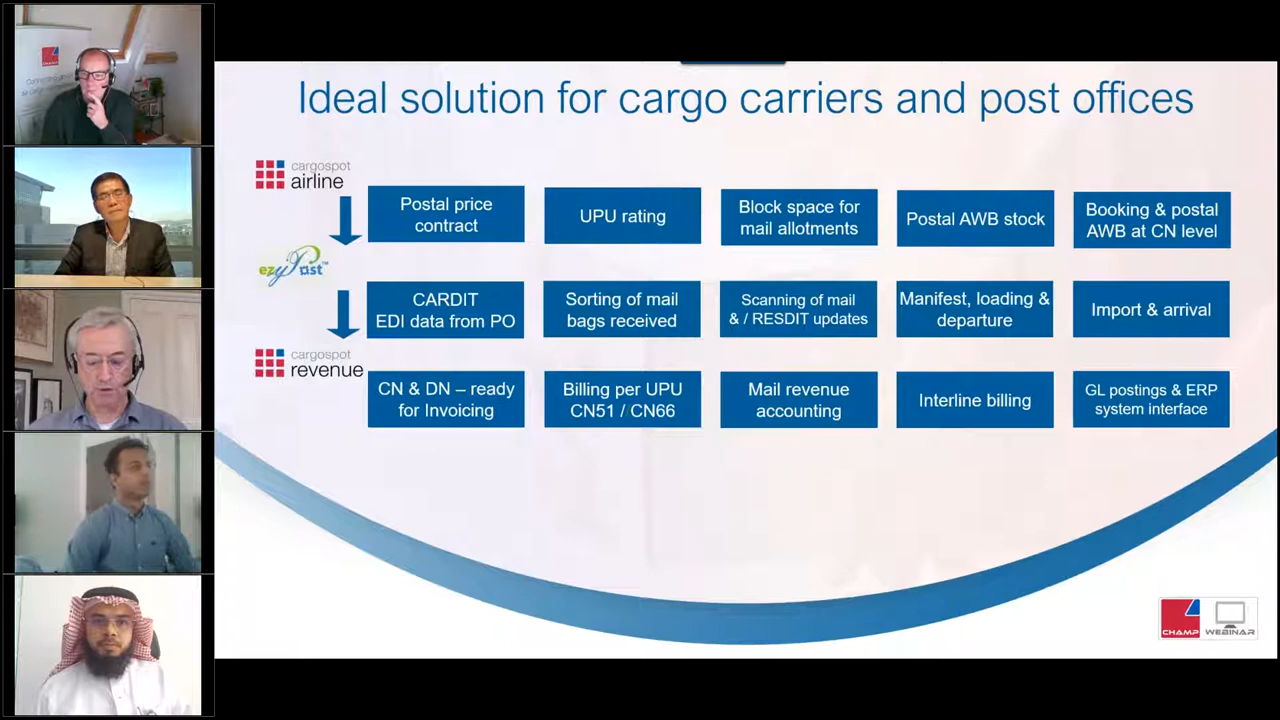 Ideal solution for cargo carriers and post offices
cargospot
airline
Postal price
contract
UPU rating
Block space for
mail allotments
Postal AWB stock
Booking & postal
AWB at CN level
ezyPost™
CARDIT
EDI data from PO
Sorting of mail
bags received
Scanning of mail
& / RESDIT updates
Manifest, loading &
departure
Import & arrival
cargospot
revenue
CN & DN – ready
for Invoicing
Billing per UPU
CN51 / CN66
Mail revenue
accounting
Interline billing
GL postings & ERP
system interface
CHAMP
WEBINAR